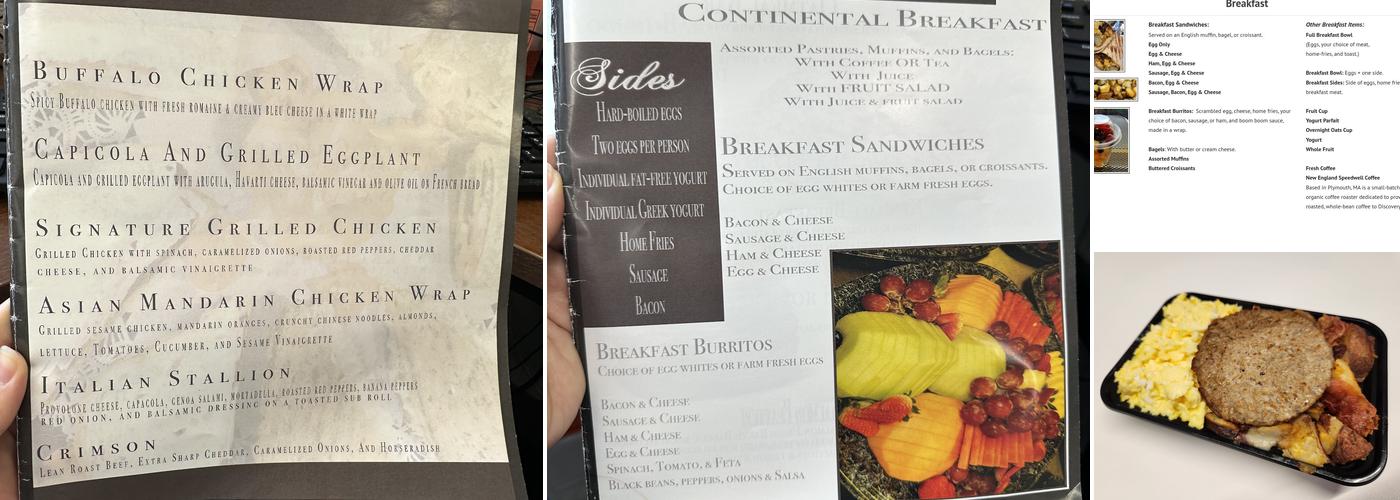 BUFFALO CHICKEN WRAP
SPICY BUFFALO CHICKEN WITH FRESH ROMAINE & CREAMY BLUE CHEESE IN A WHITE WRAP
CAPICOLA AND GRILLED EGGPLANT
CAPICOLA AND GRILLED EGGPLANT WITH ARUGULA, HAVARTI CHEESE, BALSAMIC VINEGAR AND OLIVE OIL ON FRENCH BREAD
SIGNATURE GRILLED CHICKEN
GRILLED CHICKEN WITH SPINACH, CARAMELIZED ONIONS, ROASTED RED PEPPERS, CHEDDAR
CHEESE, AND BALSAMIC VINAIGRETTE
ASIAN MANDARIN CHICKEN WRAP
GRILLED SESAME CHICKEN, MANDARIN ORANGES, CRUNCHY CHINESE NOODLES, ALMONDS,
LETTUCE, TOMATOES, CUCUMBER, AND SESAME VINAIGRETTE
ITALIAN STALLION
PROVOLONE CHEESE, CAPACOLA, GENOA SALAMI, MORTADELLA, ROASTED RED PEPPERS, BANANA PEPPERS
RED ONION, AND BALSAMIC DRESSING ON A TOASTED SUB ROLL
CRIMSON
LEAN ROAST BEEF, EXTRA SHARP CHEDDAR, CARAMELIZED ONIONS, AND HORSERADISH
CONTINENTAL BREAKFAST
ASSORTED PASTRIES, MUFFINS, AND BAGELS:
WITH COFFEE OR TEA
WITH JUICE
WITH FRUIT SALAD
WITH JUICE & FRUIT SALAD
Sides
HARD-BOILED EGGS
TWO EGGS PER PERSON
INDIVIDUAL FAT-FREE YOGURT
INDIVIDUAL GREEK YOGURT
HOME FRIES
SAUSAGE
BACON
BREAKFAST SANDWICHES
SERVED ON ENGLISH MUFFINS, BAGELS, OR CROISSANTS.
CHOICE OF EGG WHITES OR FARM FRESH EGGS.
BACON & CHEESE
SAUSAGE & CHEESE
HAM & CHEESE
EGG & CHEESE
BREAKFAST BURRITOS
CHOICE OF EGG WHITES OR FARM FRESH EGGS
BACON & CHEESE
SAUSAGE & CHEESE
HAM & CHEESE
EGG & CHEESE
SPINACH, TOMATO, & FETA
BLACK BEANS, PEPPERS, ONIONS & SALSA
Breakfast
Breakfast Sandwiches:
Served on an English muffin, bagel, or croissant.
Egg Only
Egg & Cheese
Ham, Egg & Cheese
Sausage, Egg & Cheese
Bacon, Egg & Cheese
Sausage, Bacon, Egg & Cheese
Breakfast Burritos: Scrambled egg, cheese, home fries, your
choice of bacon, sausage, or ham, and boom boom sauce,
made in a wrap.
Bagels: With butter or cream cheese.
Assorted Muffins
Buttered Croissants
Other Breakfast Items:
Full Breakfast Bowl
(Eggs, your choice of meat,
home-fries, and toast.)
Breakfast Bowl: Eggs + one side.
Breakfast Sides: Side of eggs, home fri
breakfast meat.
Fruit Cup
Yogurt Parfait
Overnight Oats Cup
Yogurt
Whole Fruit
Fresh Coffee
New England Speedwell Coffee
Based in Plymouth, MA is a small-batch
organic coffee roaster dedicated to prov
roasted, whole-bean coffee to Discovery